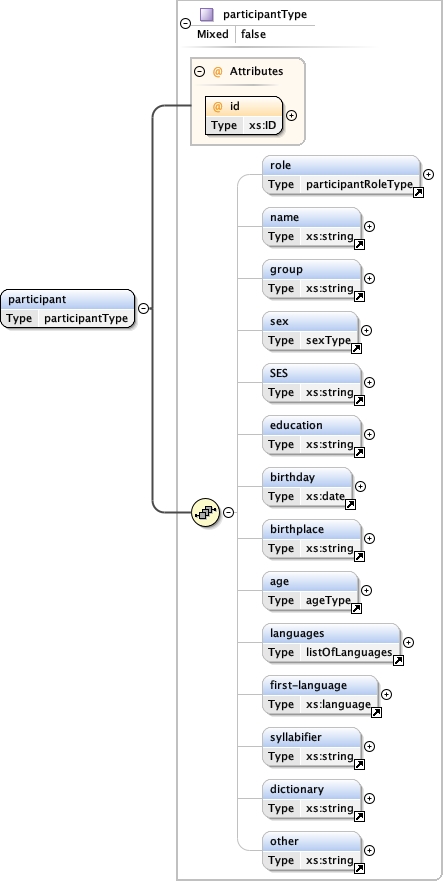 participantType
Mixed false
@ Attributes
@ id
Type xs:ID
role
Type participantRoleType
name
Type xs:string
group
Type xs:string
participant
Type participantType
sex
Type sexType
SES
Type xs:string
education
Type xs:string
birthday
Type xs:date
birthplace
Type xs:string
age
Type ageType
languages
Type listOfLanguages
first-language
Type xs:language
syllabifier
Type xs:string
dictionary
Type xs:string
other
Type xs:string